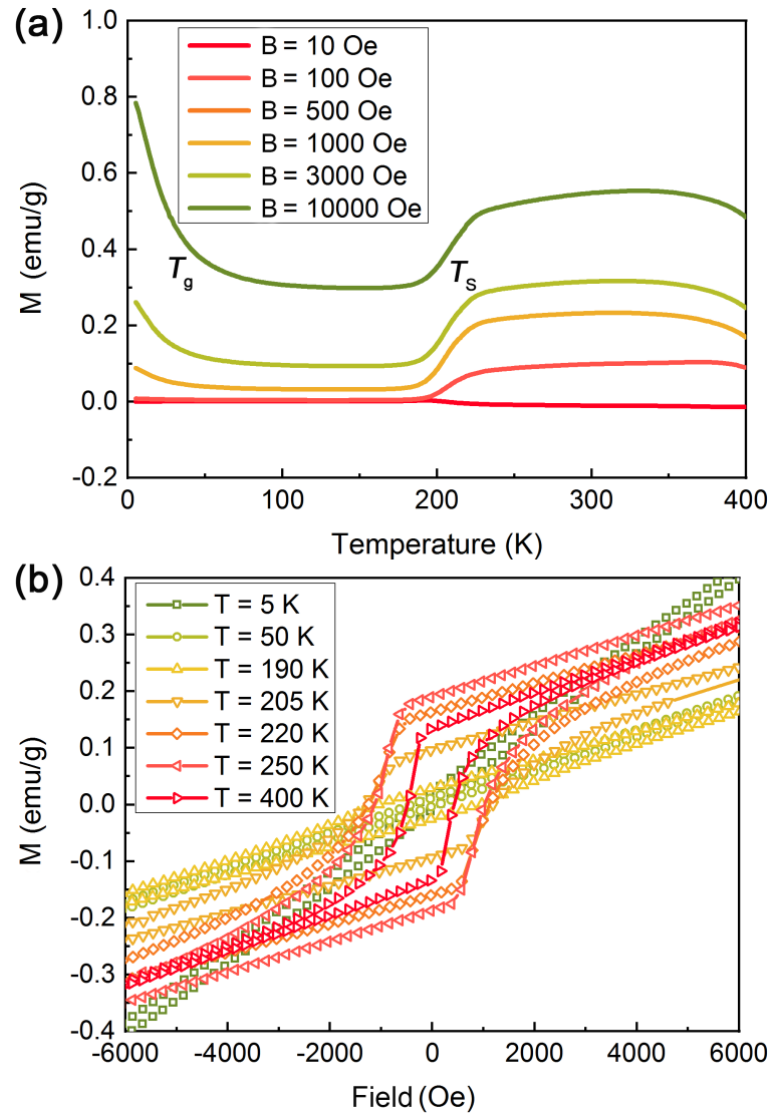 (a)
B = 10 Oe
B = 100 Oe
B = 500 Oe
B = 1000 Oe
B = 3000 Oe
B = 10000 Oe
1.0
0.8
0.6
0.4
0.2
0.0
-0.2
M (emu/g)
Tg
TS
0 100 200 300 400
Temperature (K)
(b)
T = 5 K
T = 50 K
T = 190 K
T = 205 K
T = 220 K
T = 250 K
T = 400 K
0.4
0.3
0.2
0.1
0.0
-0.1
-0.2
-0.3
-0.4
M (emu/g)
-6000 -4000 -2000 0 2000 4000 6000
Field (Oe)